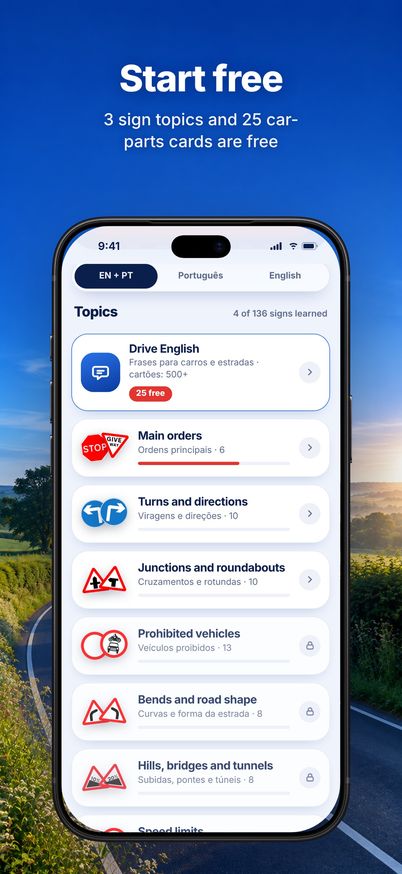 Start free
3 sign topics and 25 car-
parts cards are free
9:41
EN + PT
Português
English
Topics
4 of 136 signs learned
Drive English
Frases para carros e estradas ·
cartões: 500+
25 free
STOP
GIVE
WAY
Main orders
Ordens principais · 6
Turns and directions
Viragens e direções · 10
Junctions and roundabouts
Cruzamentos e rotundas · 10
Prohibited vehicles
Veículos proibidos · 13
Bends and road shape
Curvas e forma da estrada · 8
Hills, bridges and tunnels
Subidas, pontes e túneis · 8
Speed limits